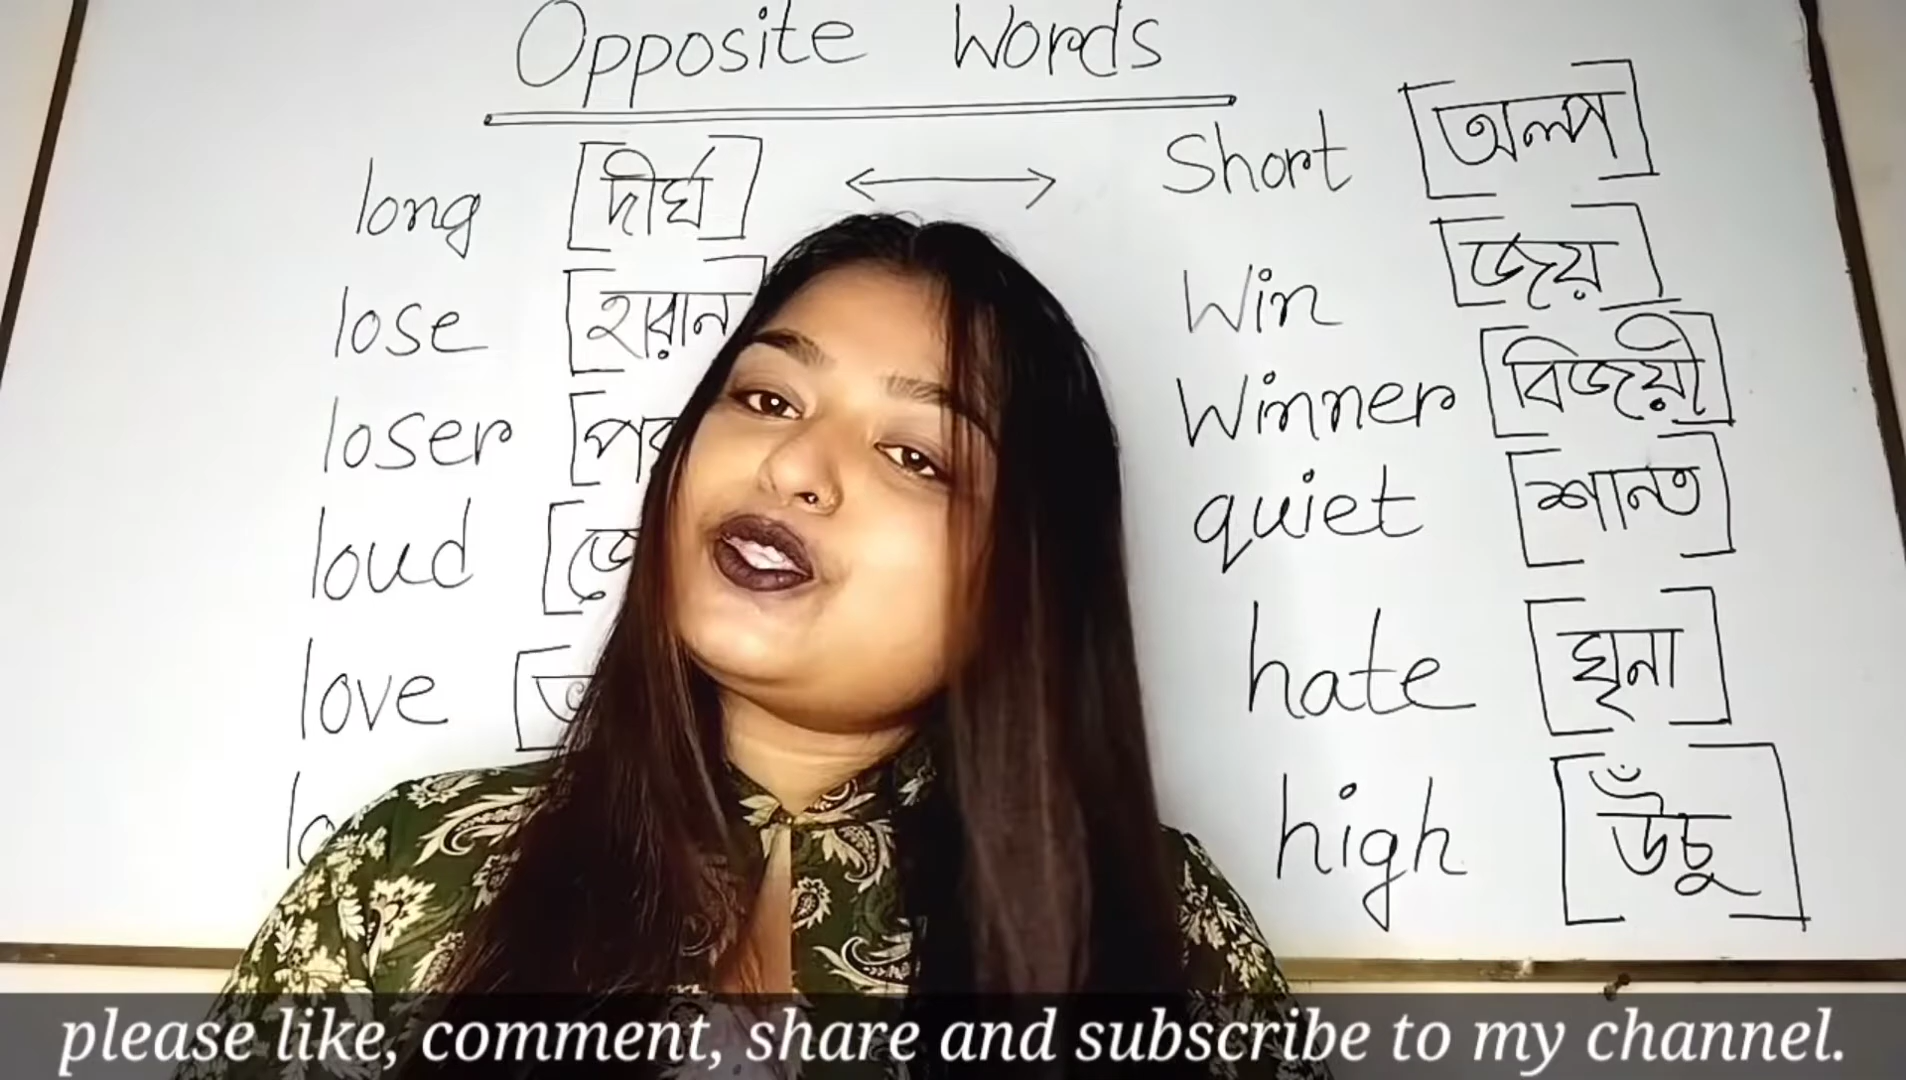 Opposite Words
long [দীর্ঘ] ⟷ Short [অল্প]
lose [হারান Win [জয়]
loser Winner [বিজয়ী]
loud quiet [শান্ত]
love hate [ঘৃনা]
high [উঁচু]
please like, comment, share and subscribe to my channel.